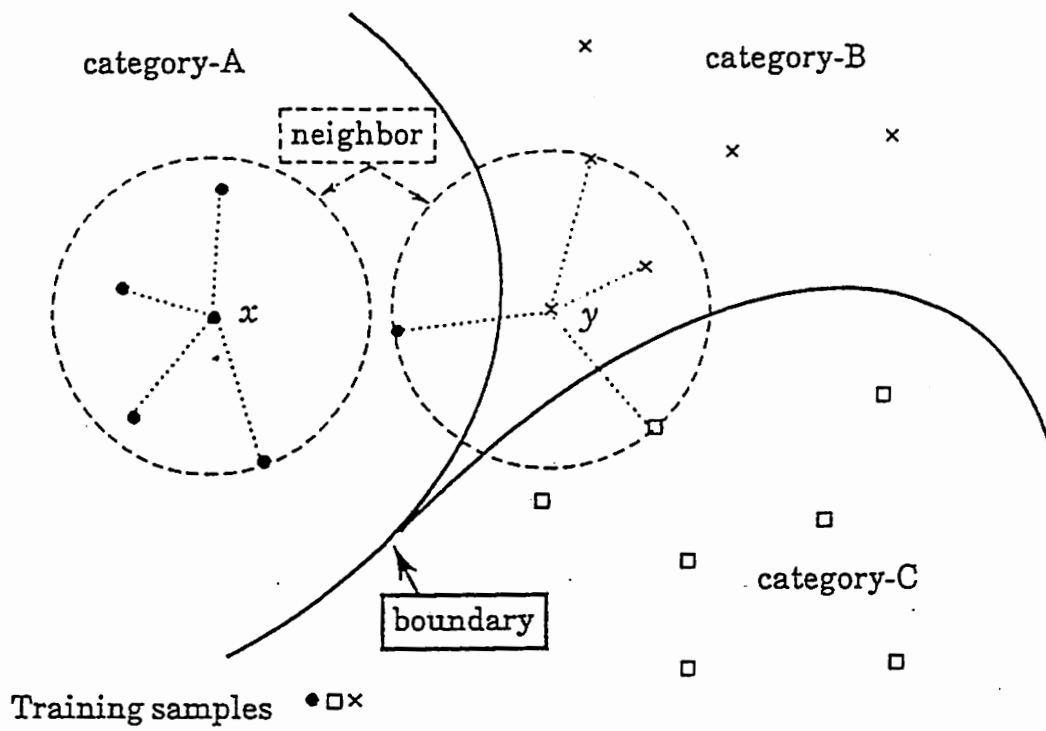 category-A
category-B
neighbor
x
y
category-C
boundary
Training samples ●□×